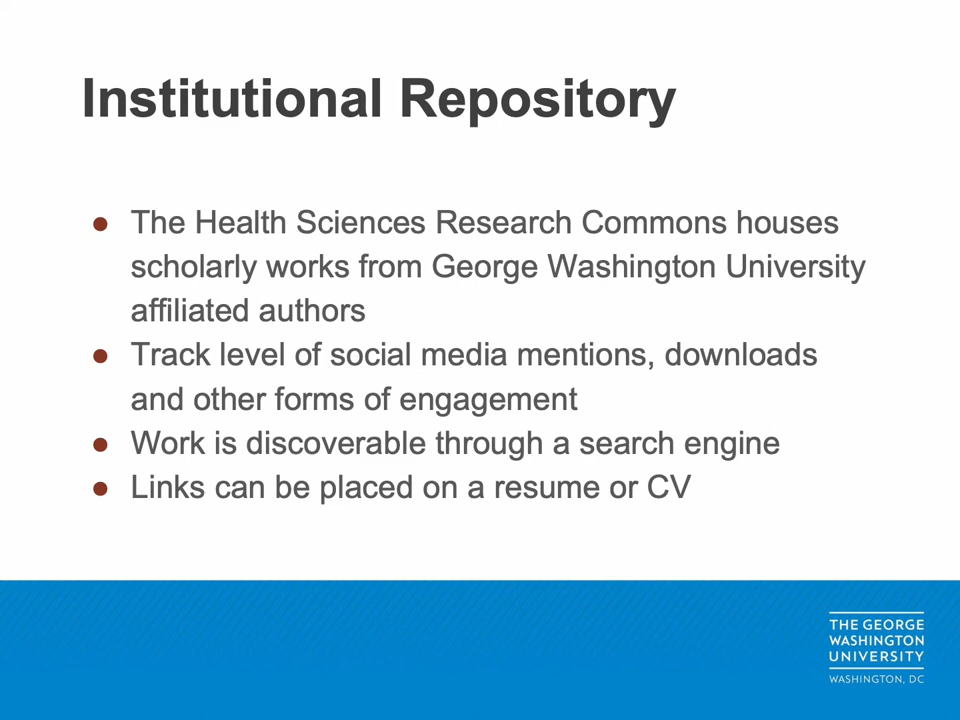 Institutional Repository
● The Health Sciences Research Commons houses
scholarly works from George Washington University
affiliated authors
● Track level of social media mentions, downloads
and other forms of engagement
● Work is discoverable through a search engine
● Links can be placed on a resume or CV
THE GEORGE
WASHINGTON
UNIVERSITY
WASHINGTON, DC